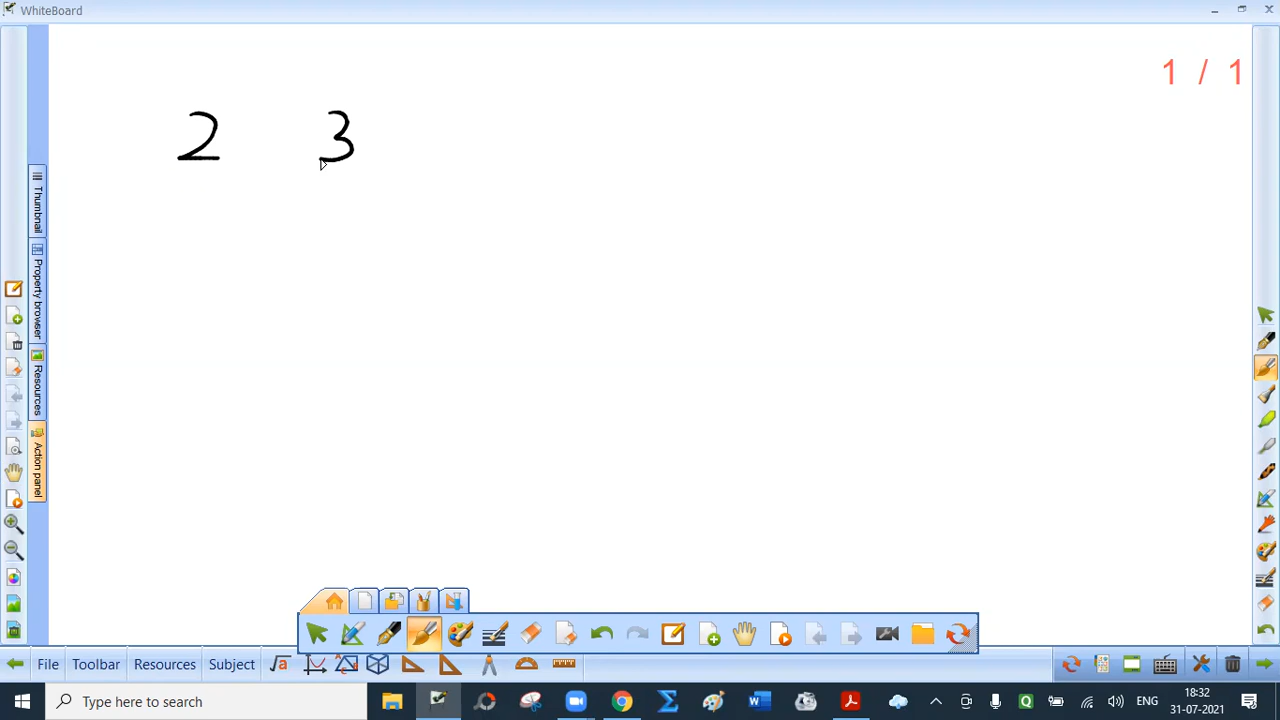 WhiteBoard
1 / 1
2 3
Thumbnail
Property browser
Resources
Action panel
File Toolbar Resources Subject
Type here to search
ENG
18:32
31-07-2021